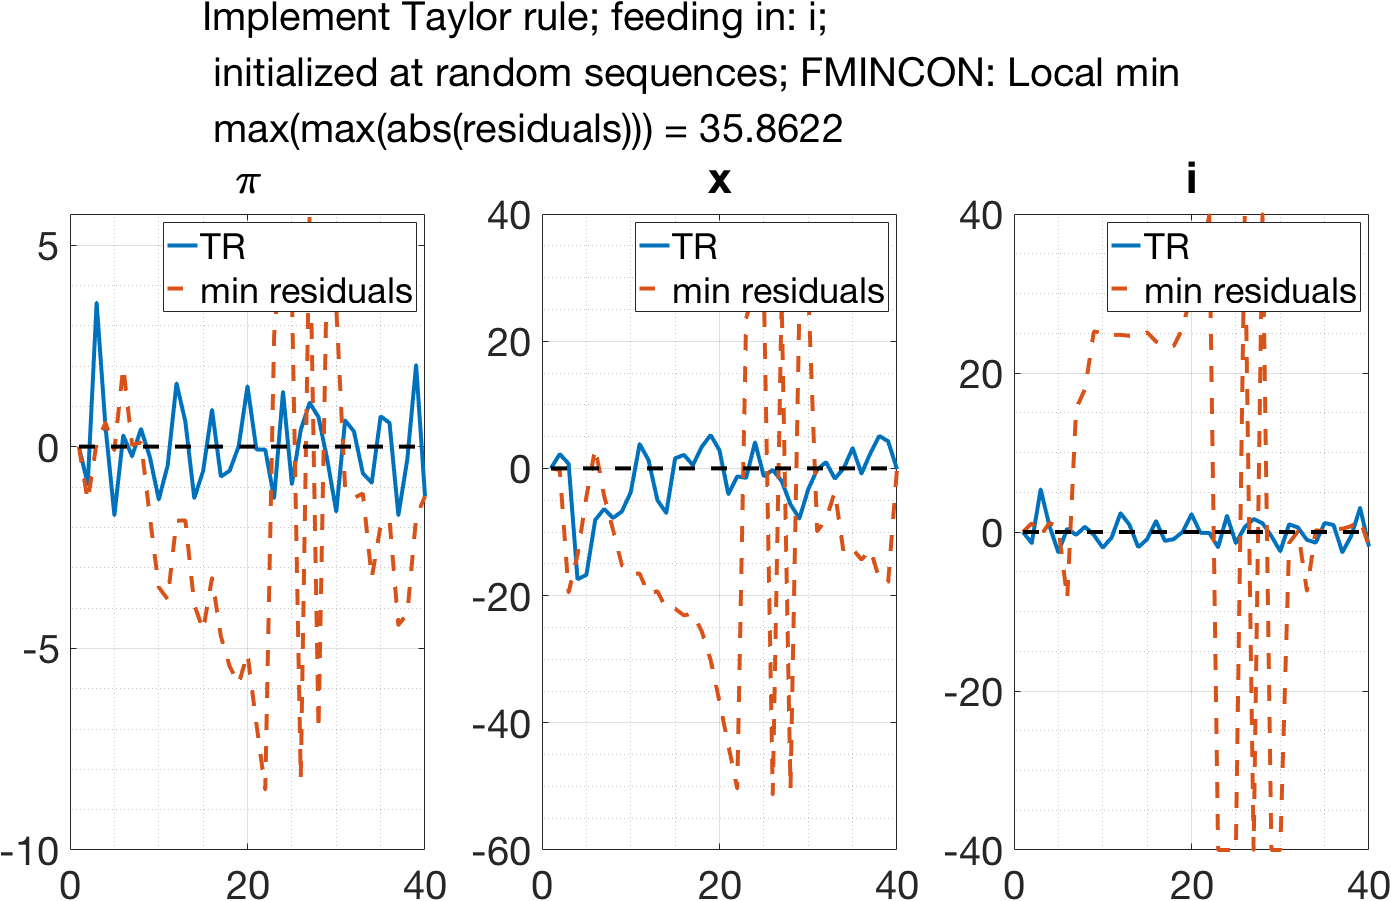 Implement Taylor rule; feeding in: i;
initialized at random sequences; FMINCON: Local min
max(max(abs(residuals))) = 35.8622
π
TR
min residuals
5
0
-5
-10
0
20
40
x
TR
min residuals
40
20
0
-20
-40
-60
0
20
40
i
TR
min residuals
40
20
0
-20
-40
0
20
40